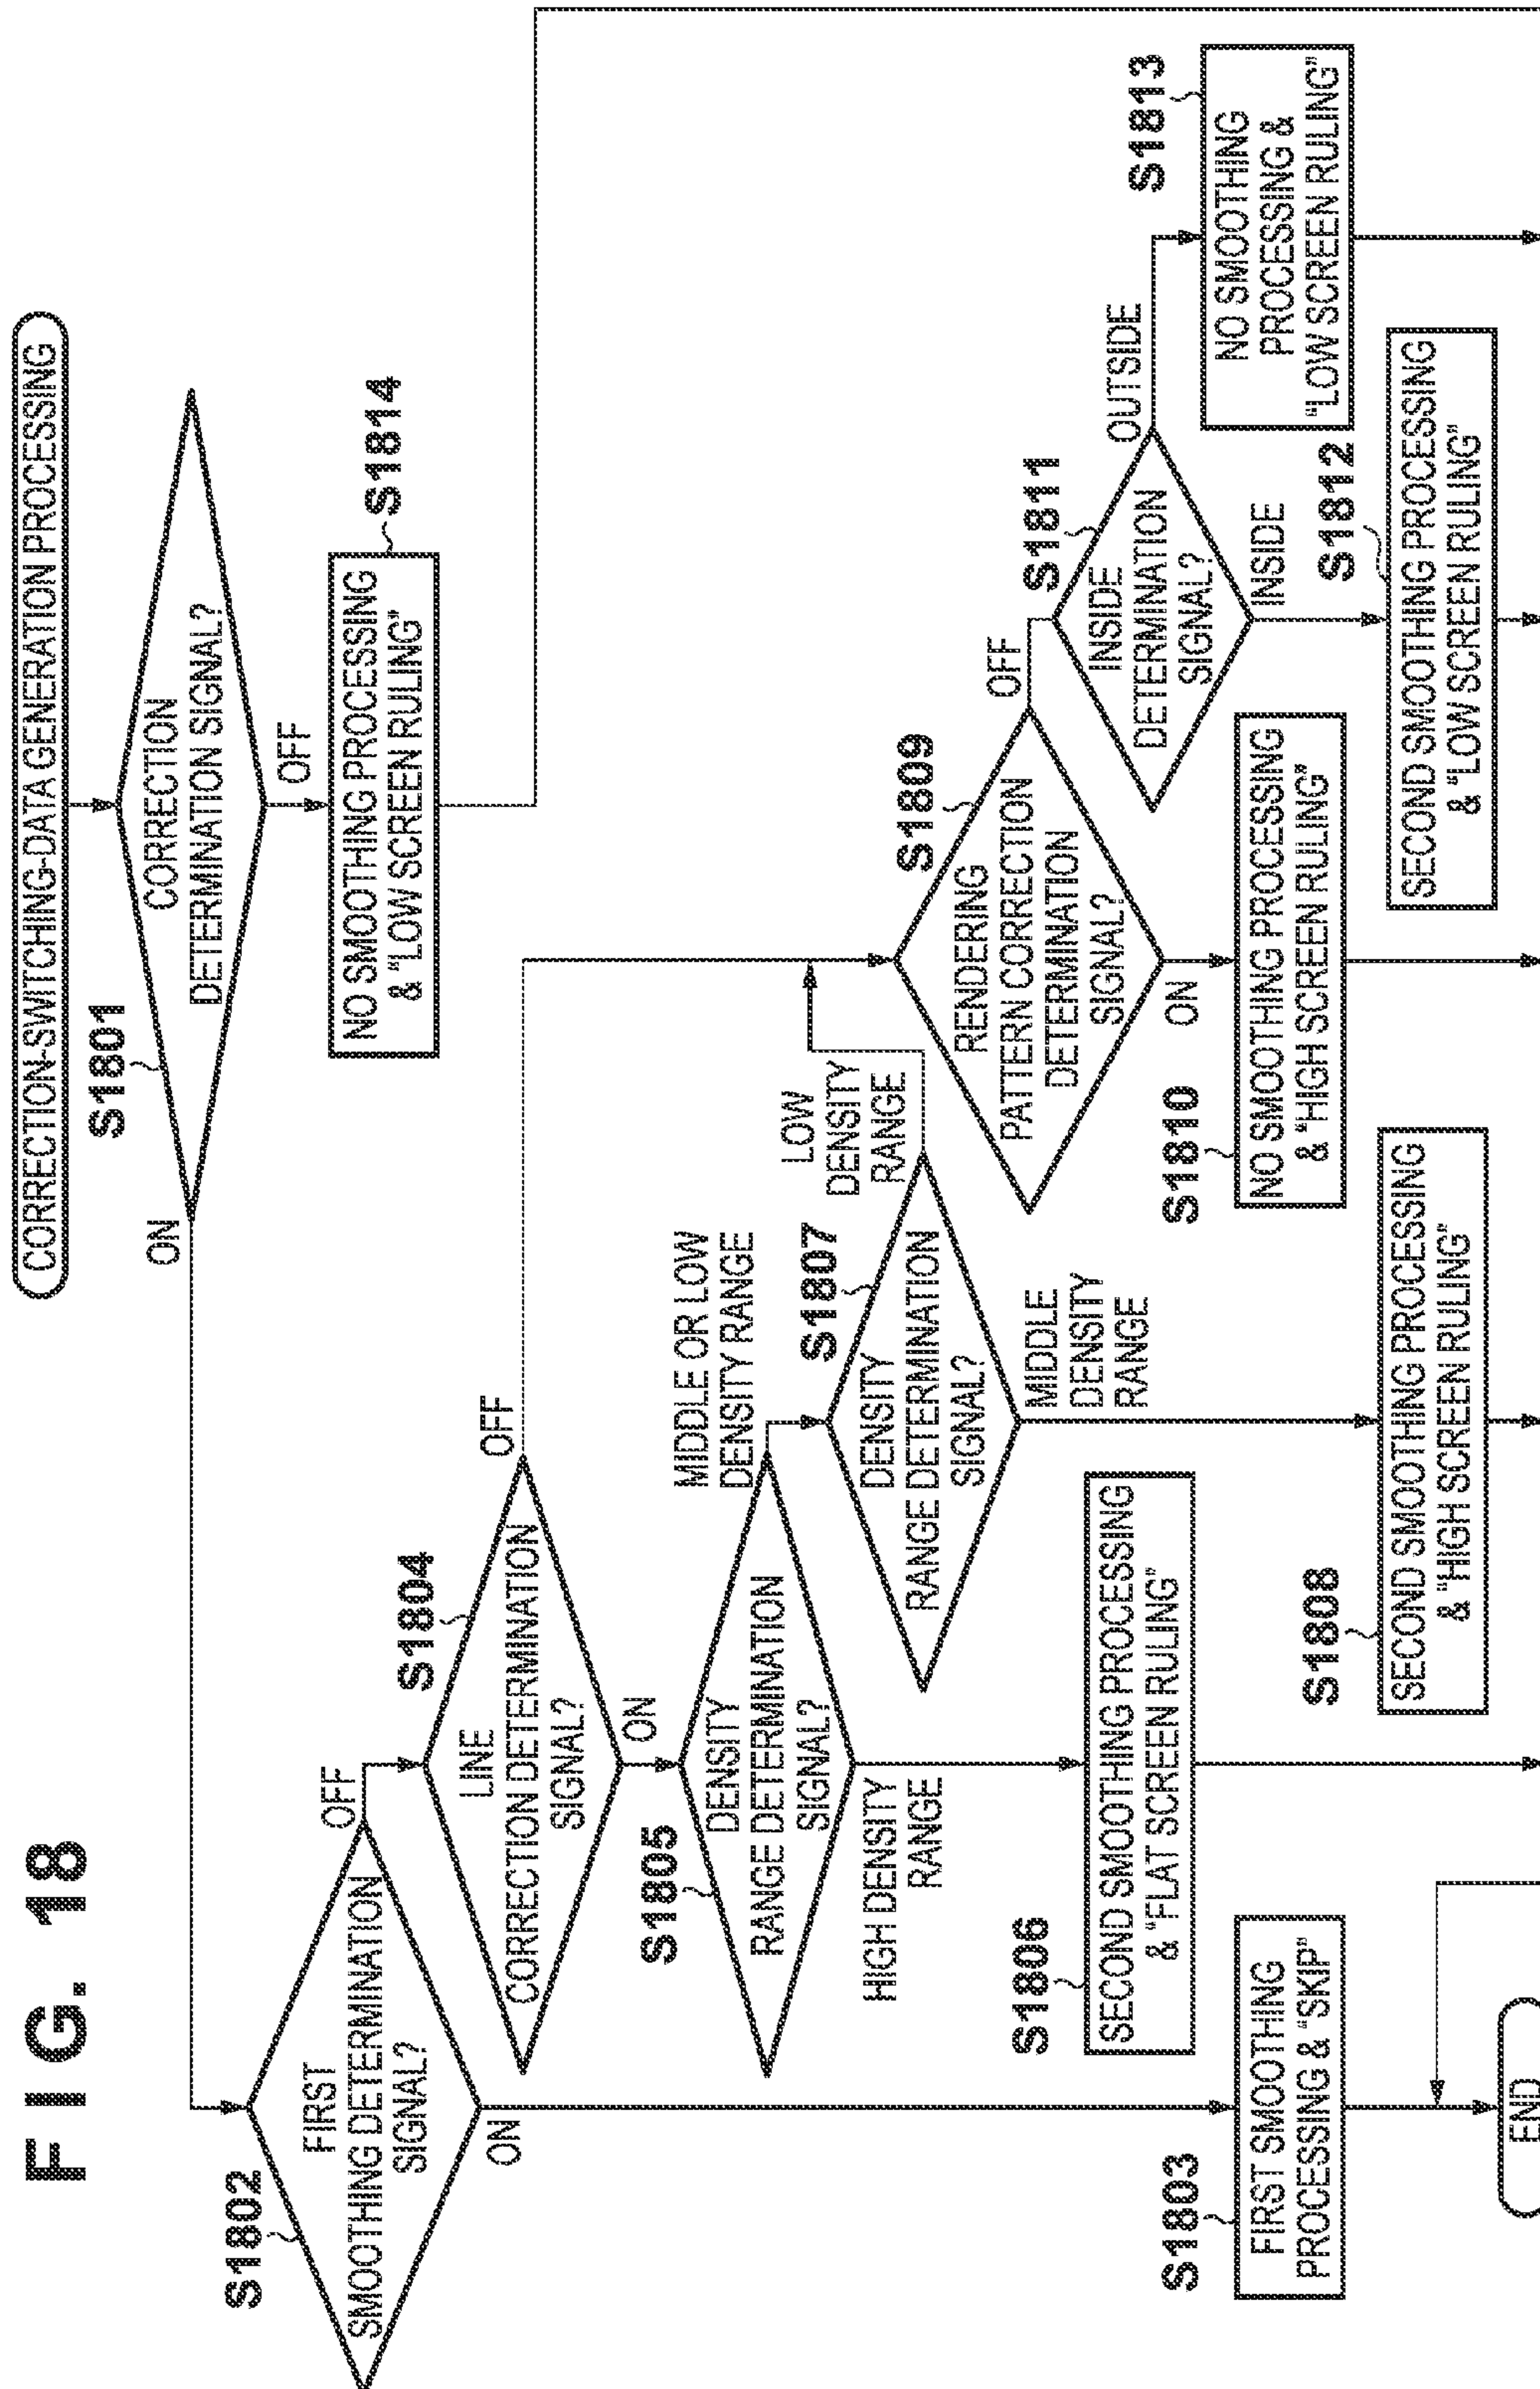 FIG. 18
CORRECTION-SWITCHING-DATA GENERATION PROCESSING
S1801
CORRECTION
DETERMINATION SIGNAL?
ON
OFF
S1814
NO SMOOTHING PROCESSING
& "LOW SCREEN RULING"
S1802
FIRST
SMOOTHING DETERMINATION
SIGNAL?
OFF
ON
S1804
LINE
CORRECTION DETERMINATION
SIGNAL?
OFF
ON
S1805
DENSITY
RANGE DETERMINATION
SIGNAL?
MIDDLE OR LOW
DENSITY RANGE
HIGH DENSITY
RANGE
S1807
DENSITY
RANGE DETERMINATION
SIGNAL?
LOW
DENSITY
RANGE
MIDDLE
DENSITY
RANGE
S1809
RENDERING
PATTERN CORRECTION
DETERMINATION
SIGNAL?
OFF
ON
S1811
INSIDE
DETERMINATION
SIGNAL?
OUTSIDE
INSIDE
S1803
FIRST SMOOTHING
PROCESSING & "SKIP"
S1806
SECOND SMOOTHING PROCESSING
& "FLAT SCREEN RULING"
S1808
SECOND SMOOTHING PROCESSING
& "HIGH SCREEN RULING"
S1810
NO SMOOTHING PROCESSING
& "HIGH SCREEN RULING"
S1812
SECOND SMOOTHING PROCESSING
& "LOW SCREEN RULING"
S1813
NO SMOOTHING
PROCESSING &
"LOW SCREEN RULING"
END